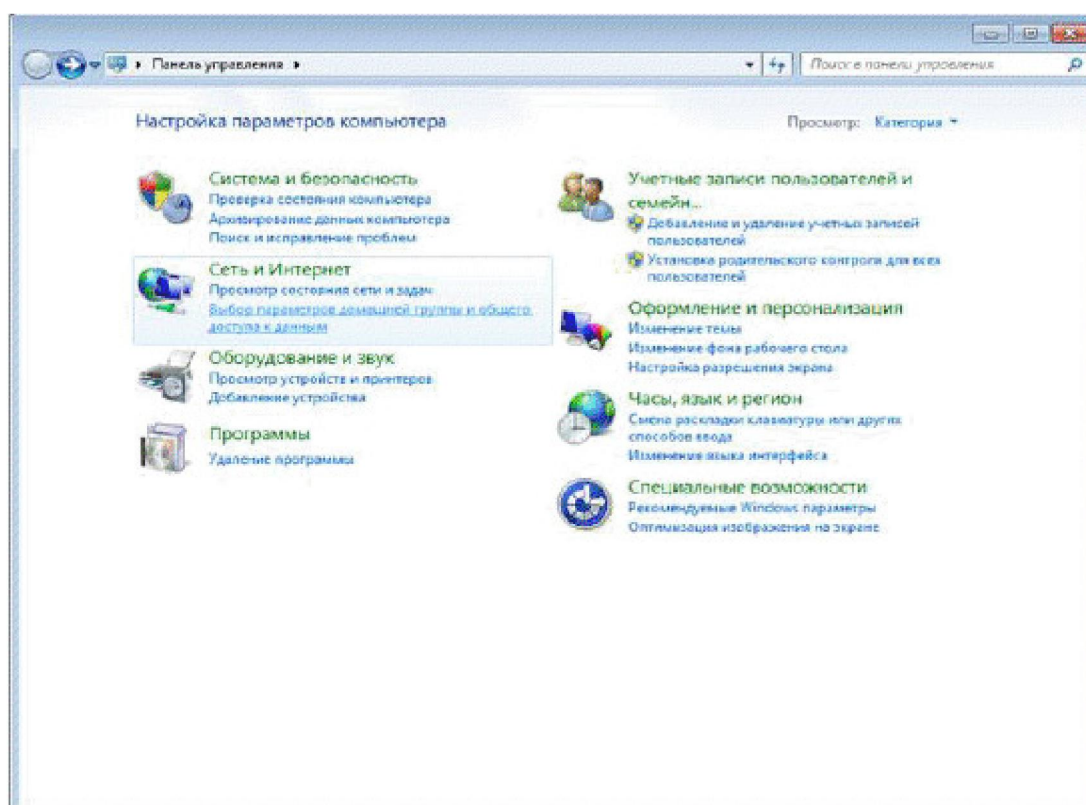 Панель управления
Поиск в панели управления
Настройка параметров компьютера
Просмотр: Категория
Система и безопасность
Проверка состояния компьютера
Архивирование данных компьютера
Поиск и исправление проблем
Сеть и Интернет
Просмотр состояния сети и задач
Выбор параметров домашней группы и общего
доступа к данным
Оборудование и звук
Просмотр устройств и принтеров
Добавление устройства
Программы
Удаление программы
Учетные записи пользователей и
семейн...
Добавление и удаление учетных записей
пользователей
Установка родительского контроля для всех
пользователей
Оформление и персонализация
Изменение темы
Изменение фона рабочего стола
Настройка разрешения экрана
Часы, язык и регион
Смена раскладки клавиатуры или других
способов ввода
Изменение языка интерфейса
Специальные возможности
Рекомендуемые Windows параметры
Оптимизация изображения на экране